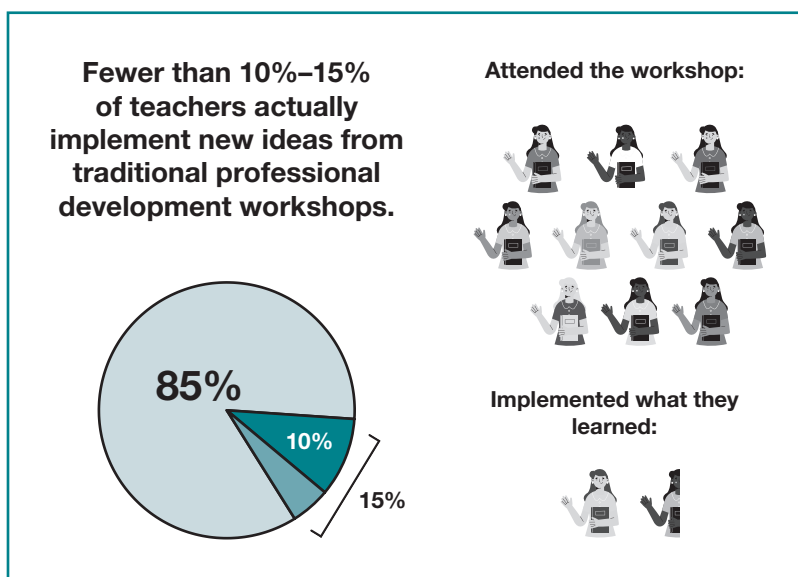 Fewer than 10%–15%
of teachers actually
implement new ideas from
traditional professional
development workshops.
85%
10%
15%
Attended the workshop:
Implemented what they
learned: